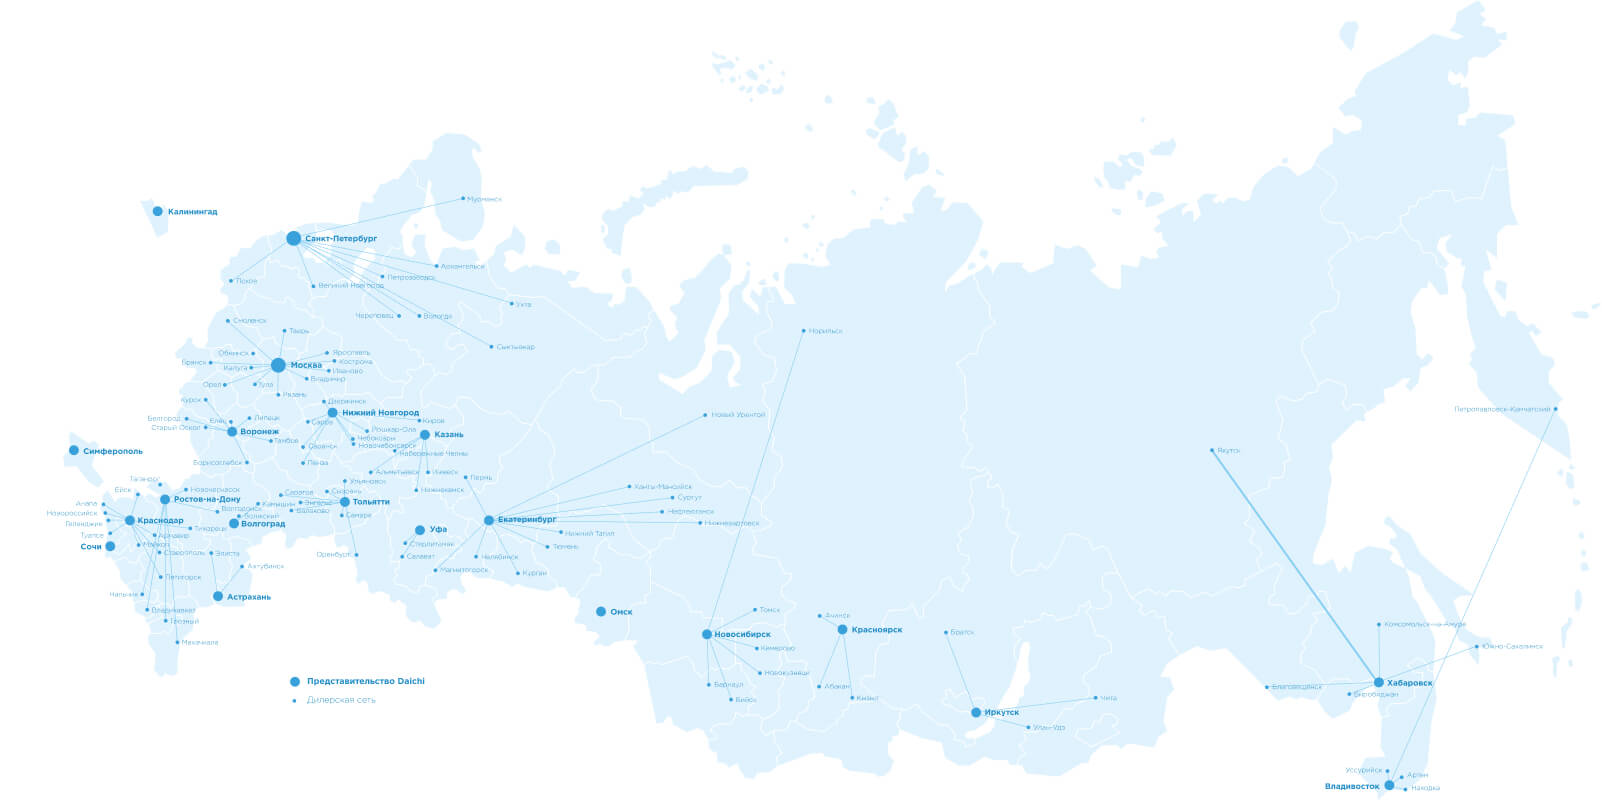 Мурманск
Калининград
Санкт-Петербург
Архангельск
Петрозаводск
Псков
Великий Новгород
Ухта
Череповец
Вологда
Смоленск
Тверь
Норильск
Сыктывкар
Обнинск
Ярославль
Брянск
Кострома
Москва
Калуга
Иваново
Владимир
Орел
Тула
Рязань
Курск
Дзержинск
Петропавловск-Камчатский
Нижний Новгород
Новый Уренгой
Белгород
Липецк
Елец
Саров
Киров
Старый Оскол
Воронеж
Йошкар-Ола
Казань
Тамбов
Чебоксары
Саранск
Новочебоксарск
Симферополь
Набережные Челны
Якутск
Борисоглебск
Пенза
Альметьевск
Ижевск
Таганрог
Ульяновск
Пермь
Ейск
Новочеркасск
Саратов
Сызрань
Нижнекамск
Ханты-Мансийск
Ростов-на-Дону
Сургут
Анапа
Камышин
Энгельс
Тольятти
Новороссийск
Волгодонск
Балаково
Нефтеюганск
Волжский
Самара
Краснодар
Екатеринбург
Геленджик
Волгоград
Нижневартовск
Тихорецк
Уфа
Туапсе
Армавир
Нижний Тагил
Сочи
Майкоп
Стерлитамак
Тюмень
Ставрополь
Элиста
Оренбург
Салават
Челябинск
Ахтубинск
Магнитогорск
Курган
Пятигорск
Нальчик
Астрахань
Владикавказ
Омск
Томск
Грозный
Ачинск
Комсомольск-на-Амуре
Красноярск
Братск
Новосибирск
Махачкала
Кемерово
Южно-Сахалинск
Новокузнецк
Представительство Daichi
Барнаул
Абакан
Хабаровск
Благовещенск
Биробиджан
Дилерская сеть
Бийск
Кызыл
Чита
Иркутск
Улан-Удэ
Уссурийск
Артем
Владивосток
Находка